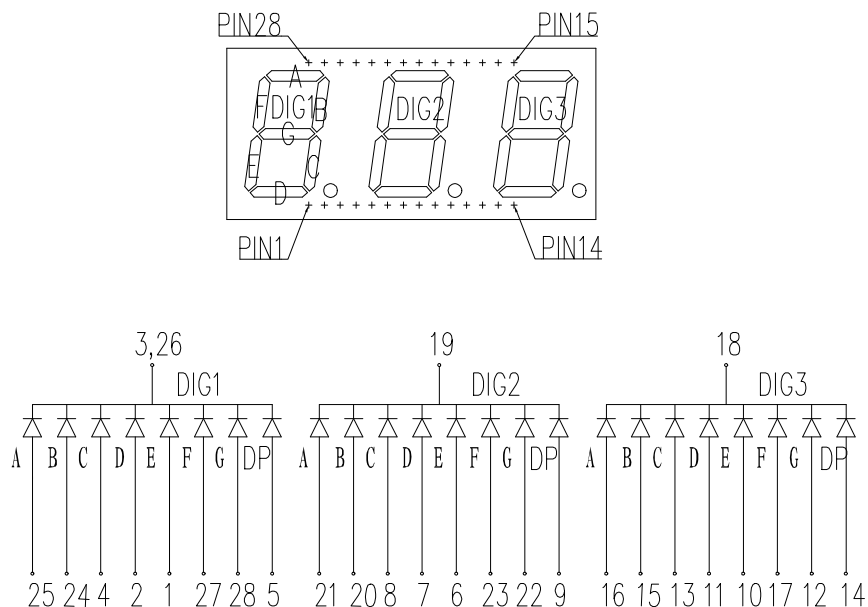 PIN28 PIN15
A
F DIG1 B DIG2 DIG3
G
E C
D
PIN1 PIN14
3,26 19 18
DIG1 DIG2 DIG3
A B C D E F G DP A B C D E F G DP A B C D E F G DP
25 24 4 2 1 27 28 5 21 20 8 7 6 23 22 9 16 15 13 11 10 17 12 14